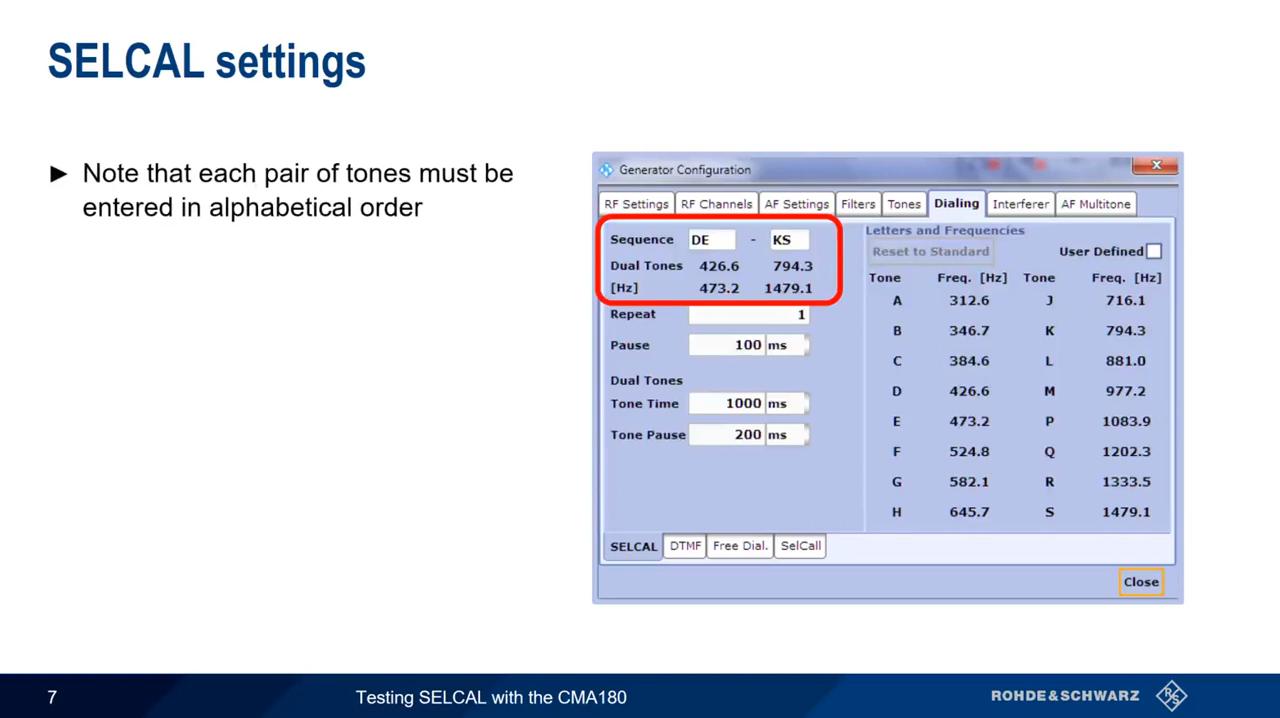 SELCAL settings
► Note that each pair of tones must be
entered in alphabetical order
Generator Configuration
RF Settings RF Channels AF Settings Filters Tones Dialing Interferer AF Multitone
Sequence DE - KS
Dual Tones 426.6 794.3
[Hz] 473.2 1479.1
Repeat 1
Pause 100 ms
Dual Tones
Tone Time 1000 ms
Tone Pause 200 ms
Letters and Frequencies
Reset to Standard User Defined
Tone Freq. [Hz] Tone Freq. [Hz]
A 312.6 J 716.1
B 346.7 K 794.3
C 384.6 L 881.0
D 426.6 M 977.2
E 473.2 P 1083.9
F 524.8 Q 1202.3
G 582.1 R 1333.5
H 645.7 S 1479.1
SELCAL DTMF Free Dial. SelCall
Close
7 Testing SELCAL with the CMA180 ROHDE&SCHWARZ